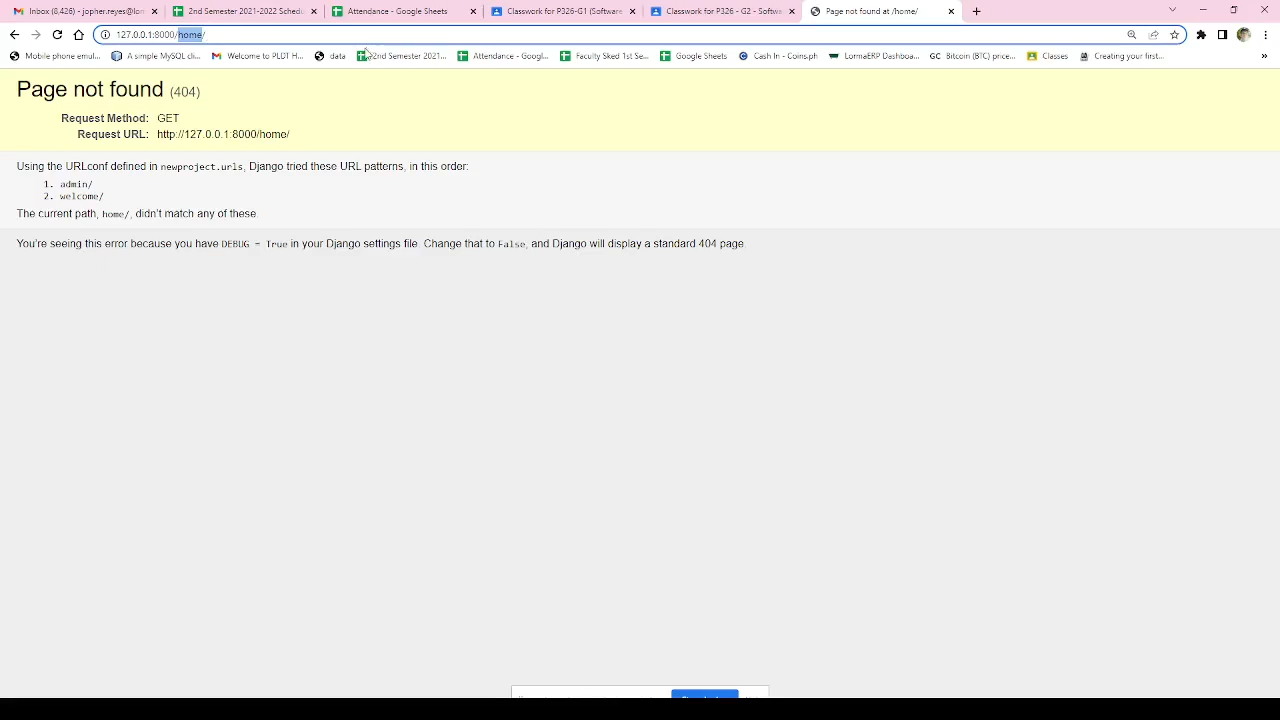 Inbox (8,426) - jopher.reyes@lon
2nd Semester 2021-2022 Schedu
Attendance - Google Sheets
Classwork for P326-G1 (Software
Classwork for P326 - G2 - Softwa
Page not found at /home/
127.0.0.1:8000/home/
Mobile phone emul...
A simple MySQL cli...
Welcome to PLDT H...
data
2nd Semester 2021...
Attendance - Googl...
Faculty Sked 1st Se...
Google Sheets
Cash In - Coins.ph
LormaERP Dashboa...
GC Bitcoin (BTC) price...
Classes
Creating your first...
Page not found (404)
Request Method: GET
Request URL: http://127.0.0.1:8000/home/
Using the URLconf defined in newproject.urls, Django tried these URL patterns, in this order:
1. admin/
2. welcome/
The current path, home/, didn't match any of these.
You're seeing this error because you have DEBUG = True in your Django settings file. Change that to False, and Django will display a standard 404 page.